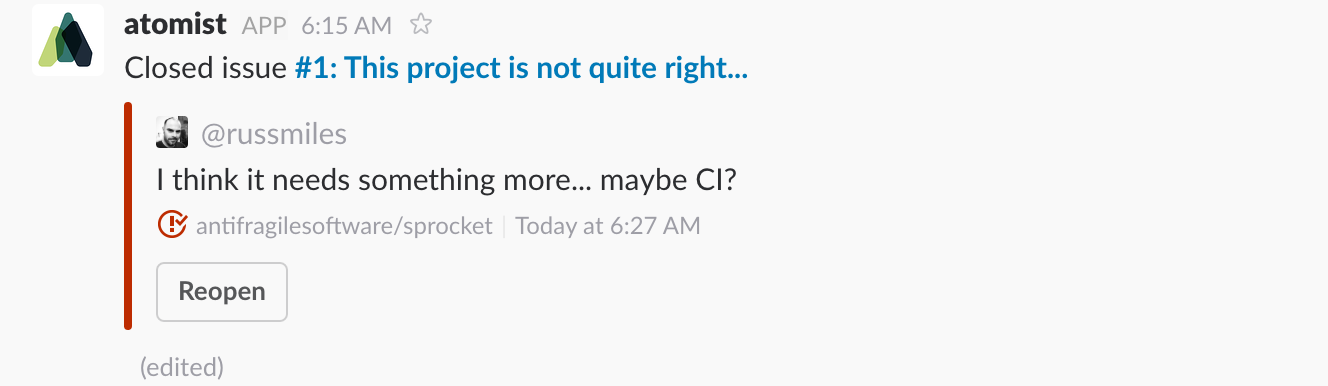 atomist APP 6:15 AM
Closed issue #1: This project is not quite right...
@russmiles
I think it needs something more... maybe CI?
antifragilesoftware/sprocket | Today at 6:27 AM
Reopen
(edited)